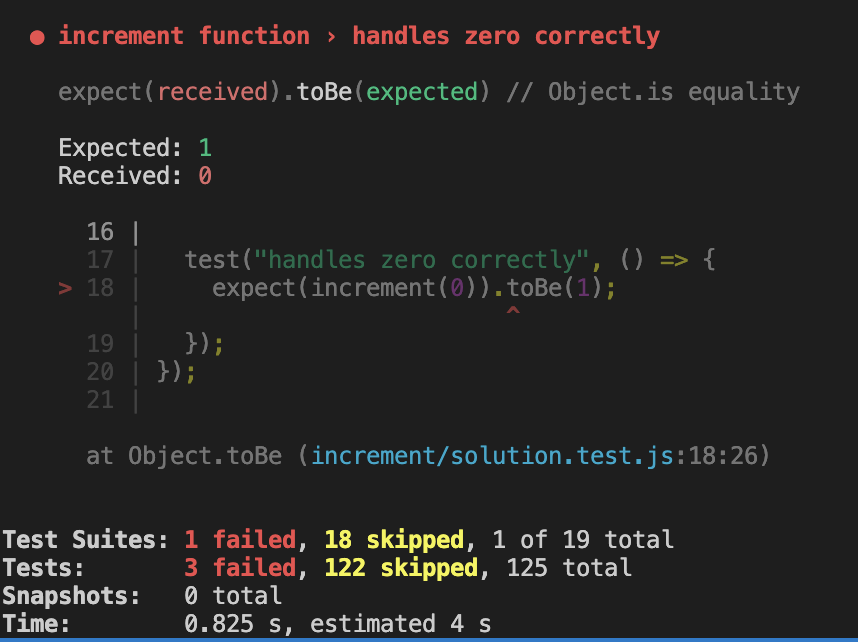 ● increment function › handles zero correctly
expect(received).toBe(expected) // Object.is equality
Expected: 1
Received: 0
16 |
17 |   test("handles zero correctly", () => {
> 18 |     expect(increment(0)).toBe(1);
|                          ^
19 |   });
20 | });
21 |
at Object.toBe (increment/solution.test.js:18:26)
Test Suites: 1 failed, 18 skipped, 1 of 19 total
Tests:       3 failed, 122 skipped, 125 total
Snapshots:   0 total
Time:        0.825 s, estimated 4 s